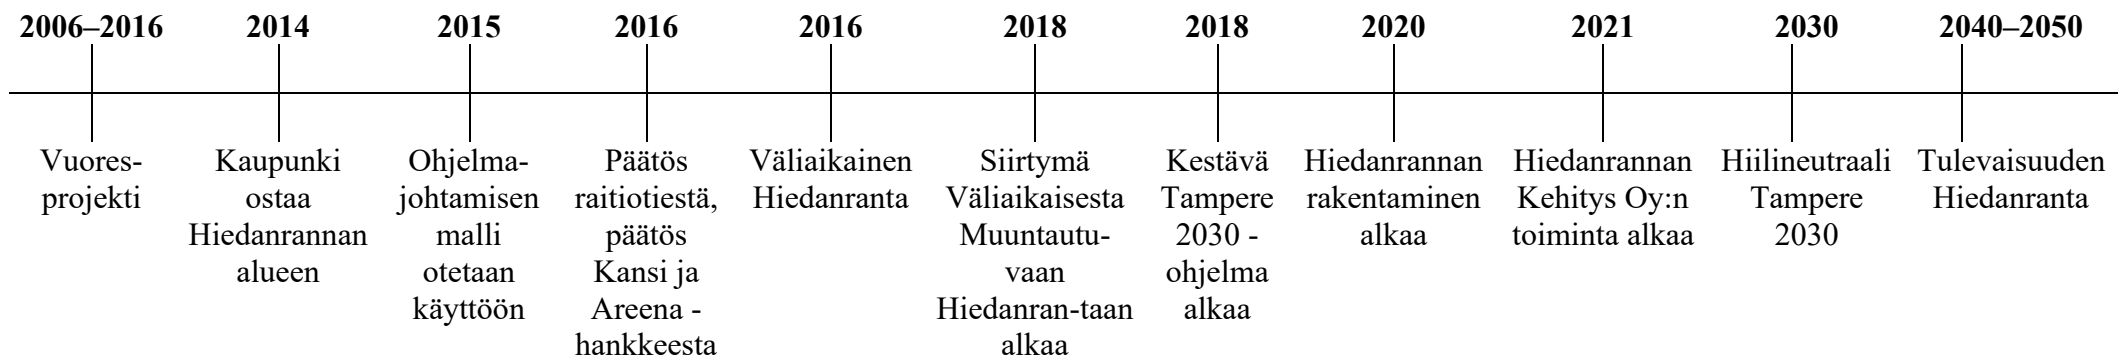 2006–2016
Vuores-
projekti
2014
Kaupunki
ostaa
Hiedanrannan
alueen
2015
Ohjelma-
johtamisen
malli
otetaan
käyttöön
2016
Päätös
raitiotiestä,
päätös
Kansi ja
Areena -
hankkeesta
2016
Väliaikainen
Hiedanranta
2018
Siirtymä
Väliaikaisesta
Muuntautu-
vaan
Hiedanran-taan
alkaa
2018
Kestävä
Tampere
2030 -
ohjelma
alkaa
2020
Hiedanrannan
rakentaminen
alkaa
2021
Hiedanrannan
Kehitys Oy:n
toiminta alkaa
2030
Hiilineutraali
Tampere
2030
2040–2050
Tulevaisuuden
Hiedanranta